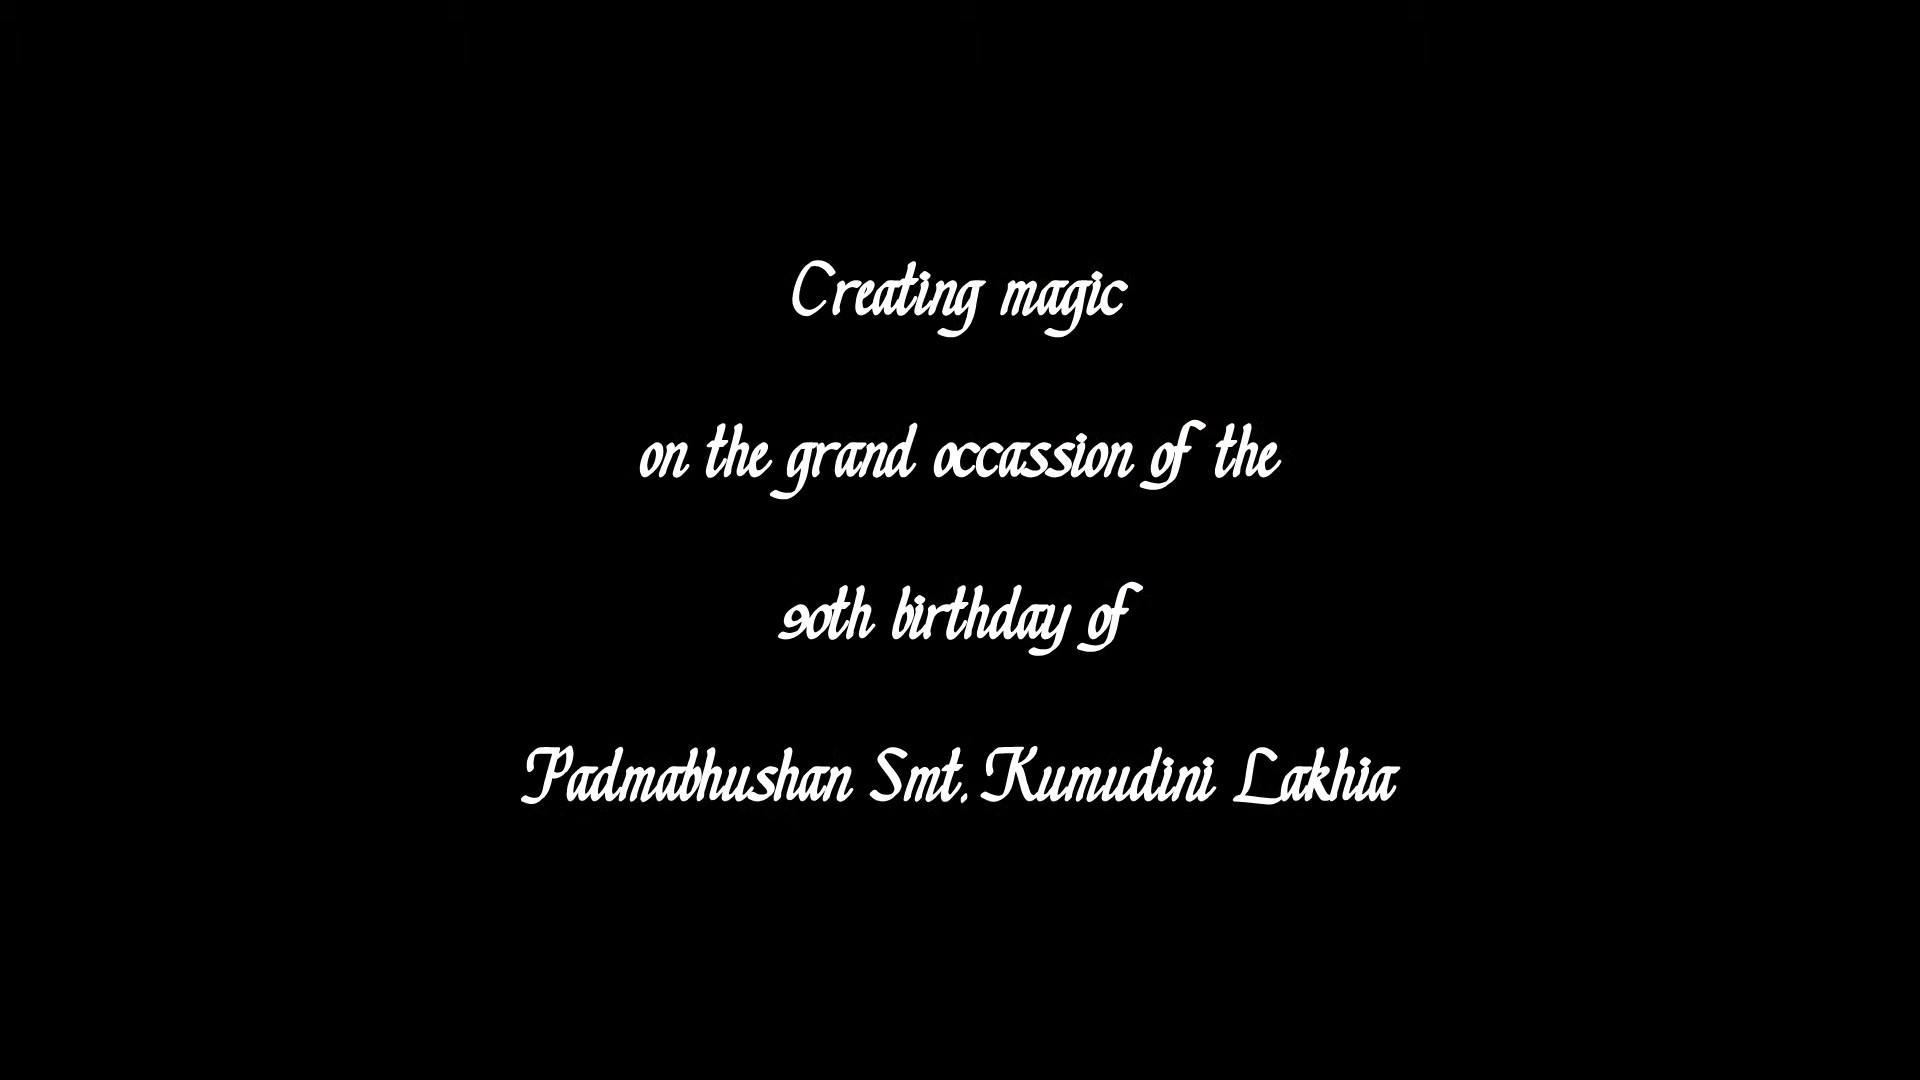 Creating magic
on the grand occassion of the
90th birthday of
Padmabhushan Smt. Kumudini Lakhia